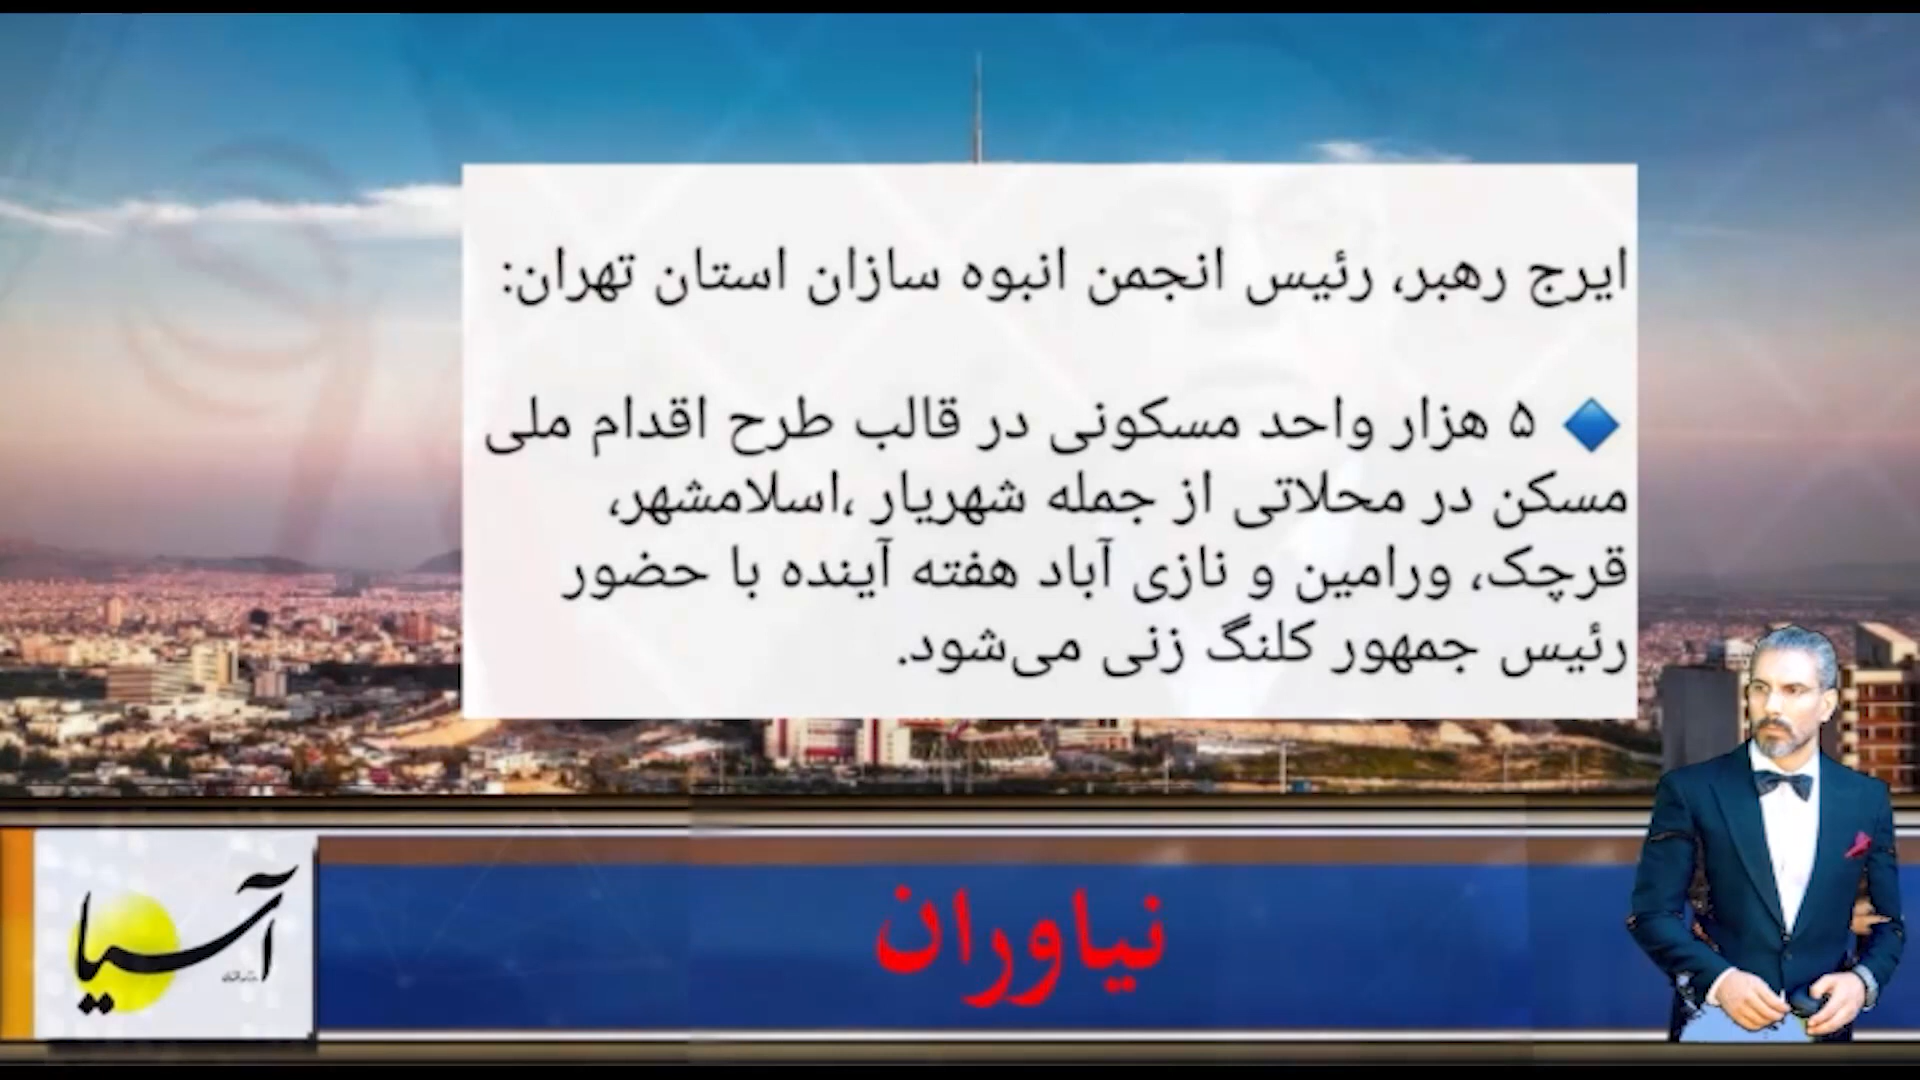 ایرج رهبر، رئیس انجمن انبوه سازان استان تهران:
۵ هزار واحد مسکونی در قالب طرح اقدام ملی
مسکن در محلاتی از جمله شهریار ،اسلامشهر،
قرچک، ورامین و نازی آباد هفته آینده با حضور
رئیس جمهور کلنگ زنی می‌شود.
نیاوران
آسیا